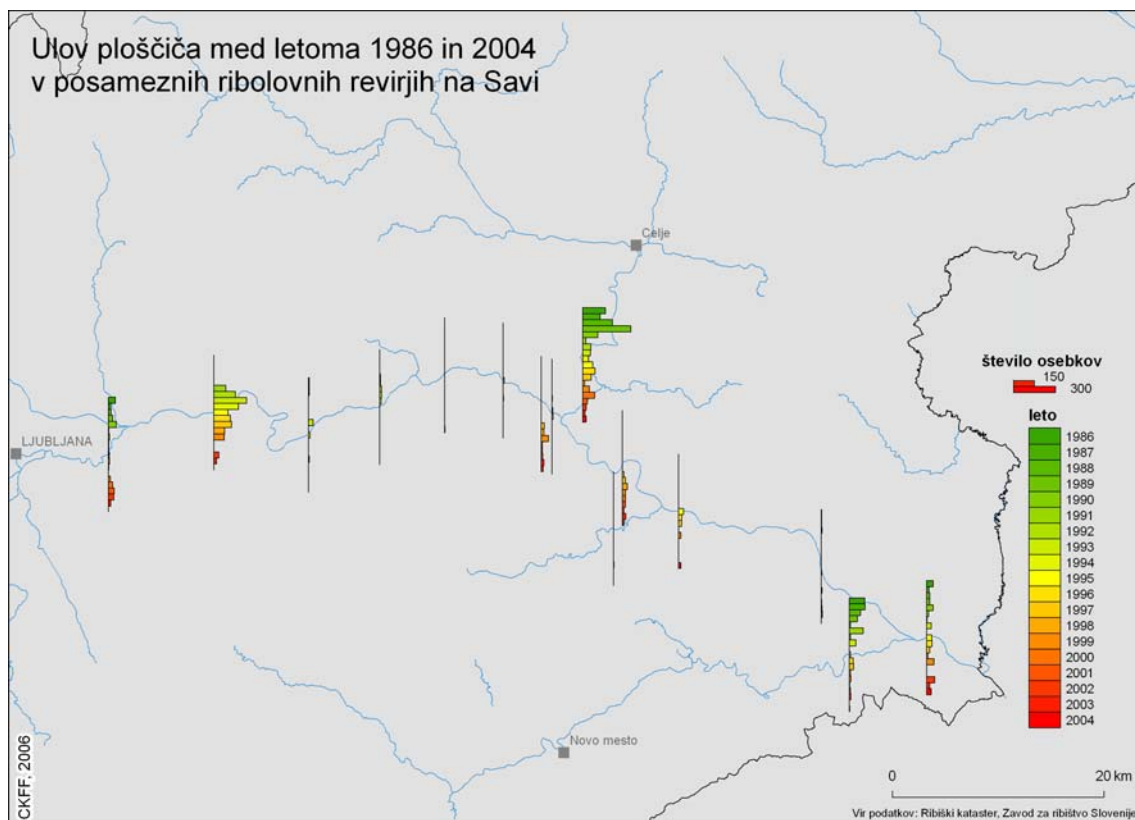 Ulov ploščiča med letoma 1986 in 2004
v posameznih ribolovnih revirjih na Savi
Celje
LJUBLJANA
Novo mesto
število osebkov
150
300
leto
1986
1987
1988
1989
1990
1991
1992
1993
1994
1995
1996
1997
1998
1999
2000
2001
2002
2003
2004
0 20 km
CKFF, 2006
Vir podatkov: Ribiški kataster, Zavod za ribištvo Slovenije